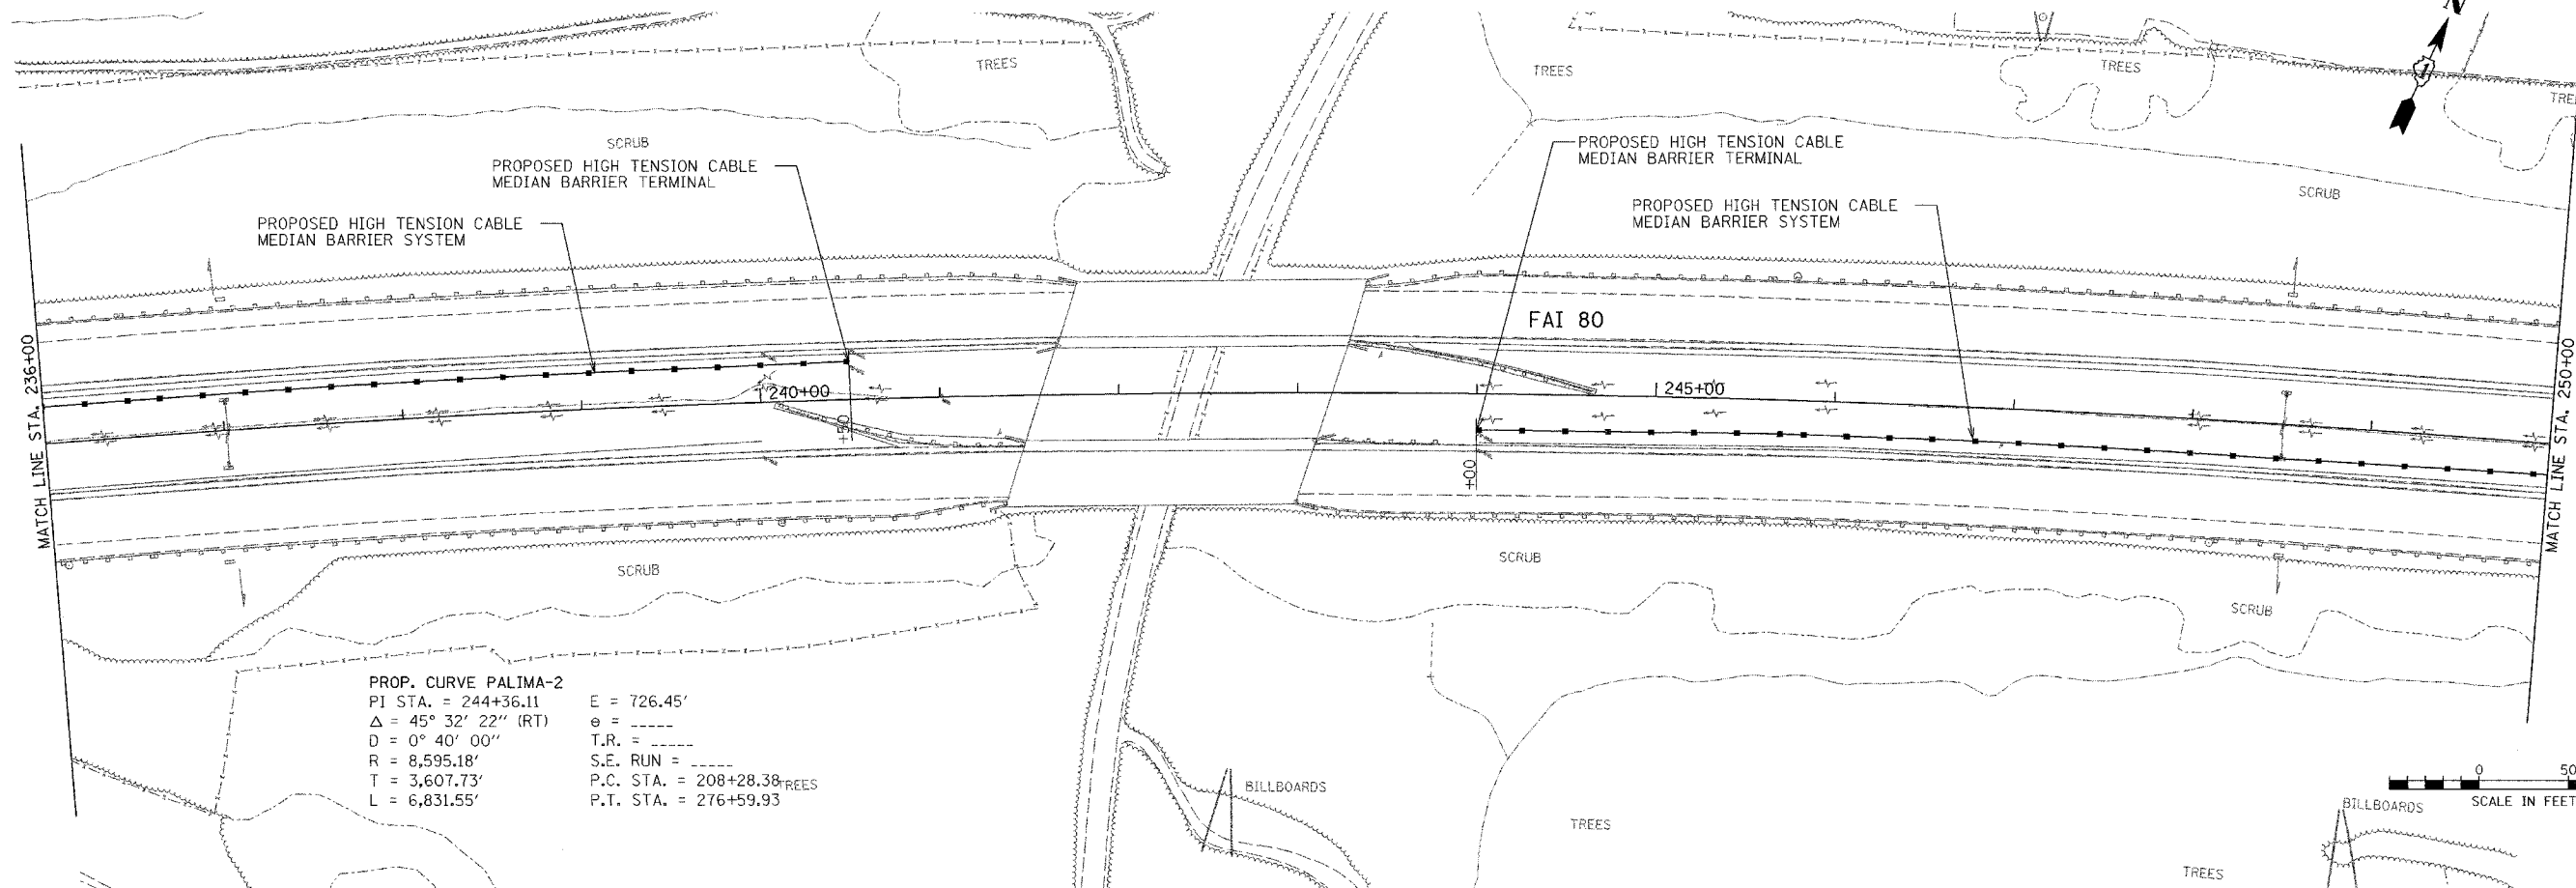 N
TREES
TREES
TREES
SCRUB
PROPOSED HIGH TENSION CABLE
MEDIAN BARRIER TERMINAL
PROPOSED HIGH TENSION CABLE
MEDIAN BARRIER TERMINAL
SCRUB
PROPOSED HIGH TENSION CABLE
MEDIAN BARRIER SYSTEM
PROPOSED HIGH TENSION CABLE
MEDIAN BARRIER SYSTEM
FAI 80
MATCH LINE STA. 236+00
240+00
+50
245+00
+00
MATCH LINE STA. 250+00
SCRUB
SCRUB
SCRUB
PROP. CURVE PALIMA-2
PI STA. = 244+36.11 E = 726.45'
Δ = 45° 32' 22" (RT) e = _____
D = 0° 40' 00" T.R. = _____
R = 8,595.18' S.E. RUN = _____
T = 3,607.73' P.C. STA. = 208+28.38
L = 6,831.55' P.T. STA. = 276+59.93
TREES
BILLBOARDS
TREES
0 50
SCALE IN FEET
BILLBOARDS
TREES